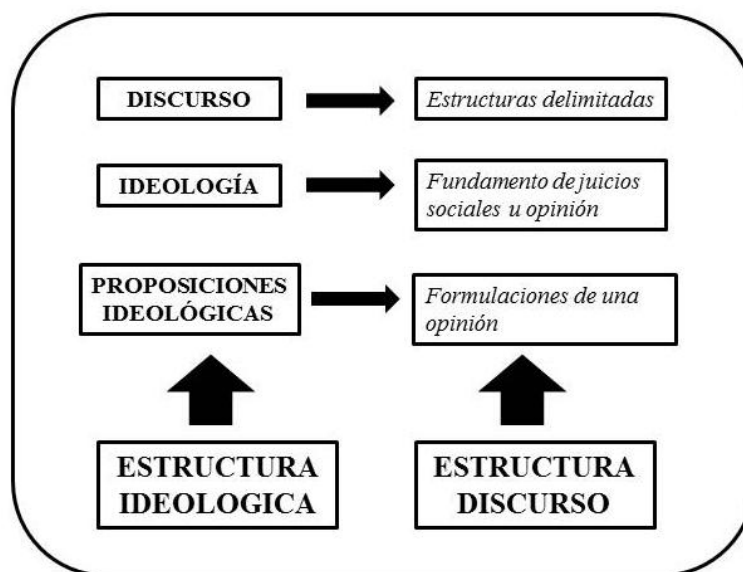 DISCURSO
Estructuras delimitadas
IDEOLOGÍA
Fundamento de juicios
sociales u opinión
PROPOSICIONES
IDEOLÓGICAS
Formulaciones de una
opinión
ESTRUCTURA
IDEOLOGICA
ESTRUCTURA
DISCURSO